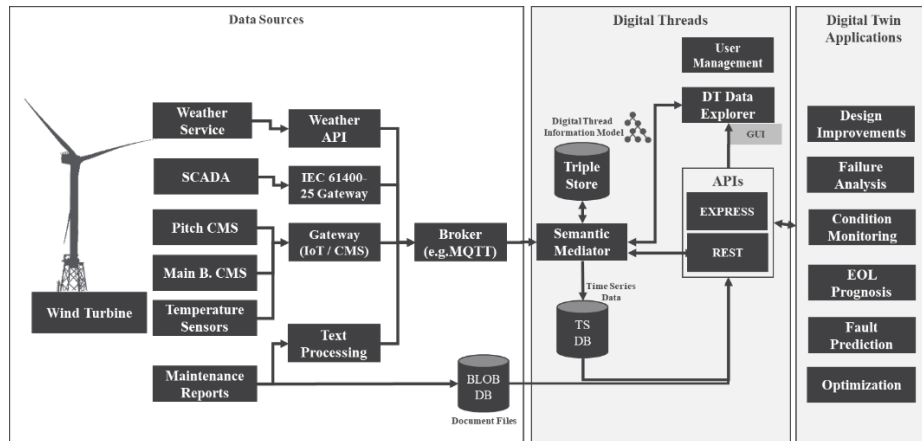 Data Sources
Digital Threads
Digital Twin
Applications
Weather
Service
Weather
API
SCADA
IEC 61400-
25 Gateway
Pitch CMS
Main B. CMS
Temperature
Sensors
Gateway
(IoT / CMS)
Broker
(e.g.MQTT)
Wind Turbine
Text
Processing
Maintenance
Reports
BLOB
DB
Document Files
User
Management
DT Data
Explorer
GUI
Digital Thread
Information Model
Triple
Store
Semantic
Mediator
Time Series
Data
TS
DB
APIs
EXPRESS
REST
Design
Improvements
Failure
Analysis
Condition
Monitoring
EOL
Prognosis
Fault
Prediction
Optimization